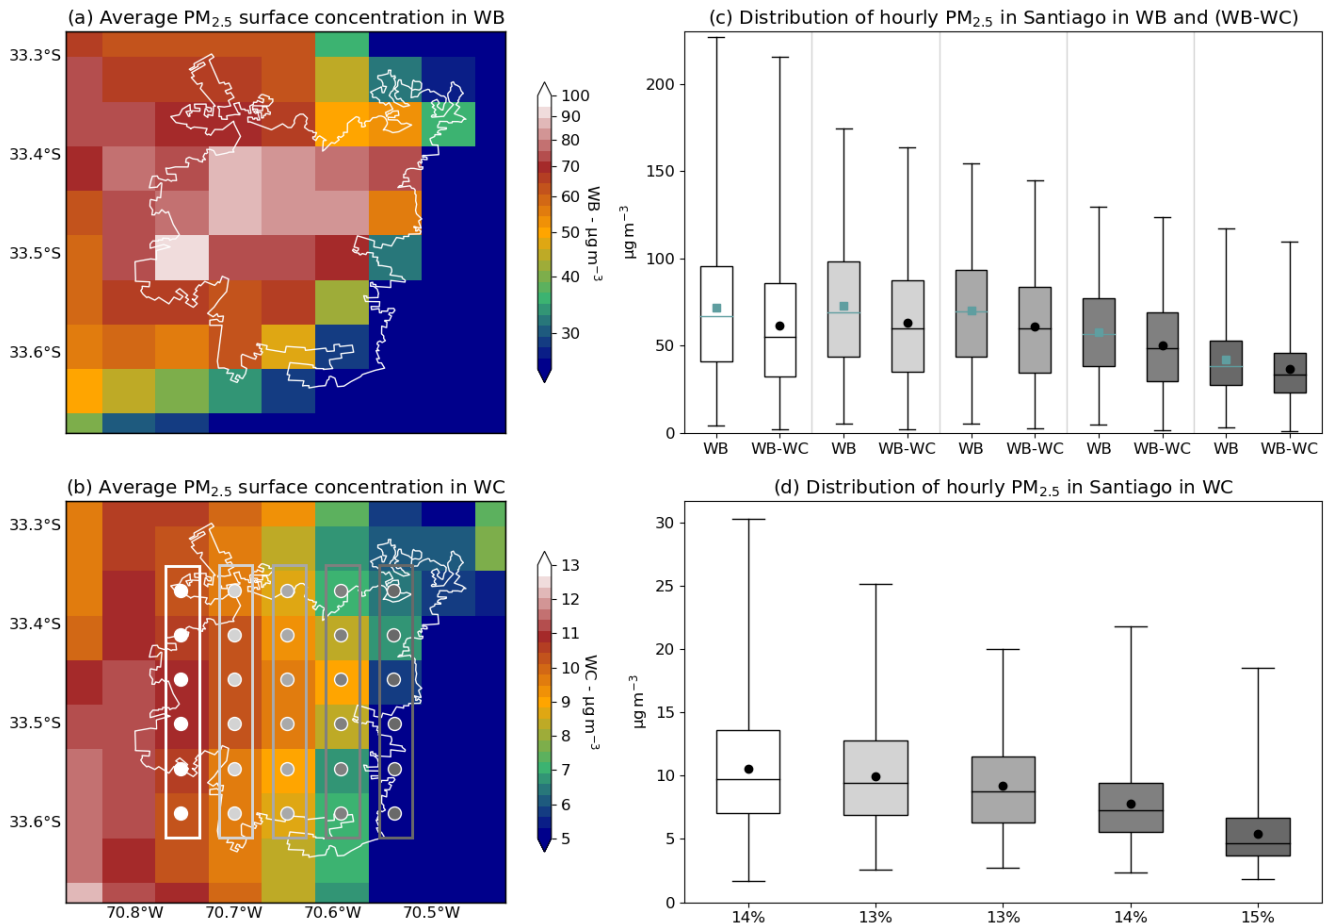 (a) Average PM2.5 surface concentration in WB
33.3°S
33.4°S
33.5°S
33.6°S
100
90
80
70
60
50
40
30
WB - µg m−3
(c) Distribution of hourly PM2.5 in Santiago in WB and (WB-WC)
200
150
100
50
0
µg m−3
WB WB-WC WB WB-WC WB WB-WC WB WB-WC WB WB-WC
(b) Average PM2.5 surface concentration in WC
33.3°S
33.4°S
33.5°S
33.6°S
70.8°W 70.7°W 70.6°W 70.5°W
13
12
11
10
9
8
7
6
5
WC - µg m−3
(d) Distribution of hourly PM2.5 in Santiago in WC
30
25
20
15
10
5
0
µg m−3
14% 13% 13% 14% 15%